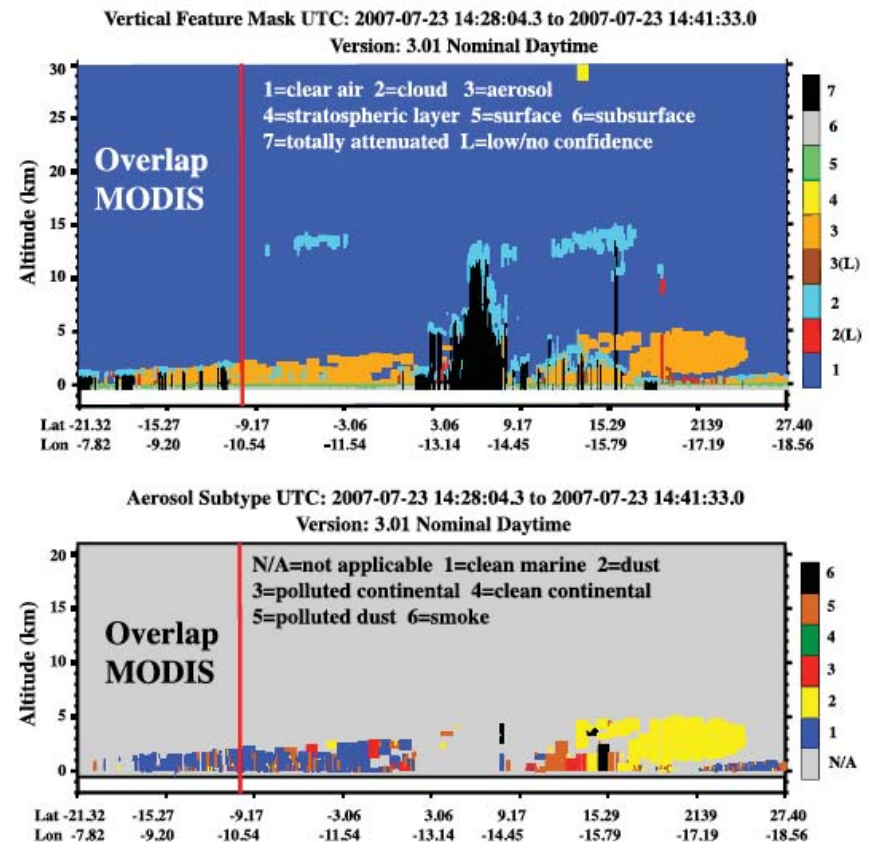 Vertical Feature Mask UTC: 2007-07-23 14:28:04.3 to 2007-07-23 14:41:33.0
Version: 3.01 Nominal Daytime
30
25
20
15
10
5
0
Altitude (km)
1=clear air 2=cloud 3=aerosol
4=stratospheric layer 5=surface 6=subsurface
7=totally attenuated L=low/no confidence
Overlap
MODIS
7
6
5
4
3
3(L)
2
2(L)
1
Lat -21.32 -15.27 -9.17 -3.06 3.06 9.17 15.29 2139 27.40
Lon -7.82 -9.20 -10.54 -11.54 -13.14 -14.45 -15.79 -17.19 -18.56
Aerosol Subtype UTC: 2007-07-23 14:28:04.3 to 2007-07-23 14:41:33.0
Version: 3.01 Nominal Daytime
20
15
10
5
0
Altitude (km)
N/A=not applicable 1=clean marine 2=dust
3=polluted continental 4=clean continental
5=polluted dust 6=smoke
Overlap
MODIS
6
5
4
3
2
1
N/A
Lat -21.32 -15.27 -9.17 -3.06 3.06 9.17 15.29 2139 27.40
Lon -7.82 -9.20 -10.54 -11.54 -13.14 -14.45 -15.79 -17.19 -18.56